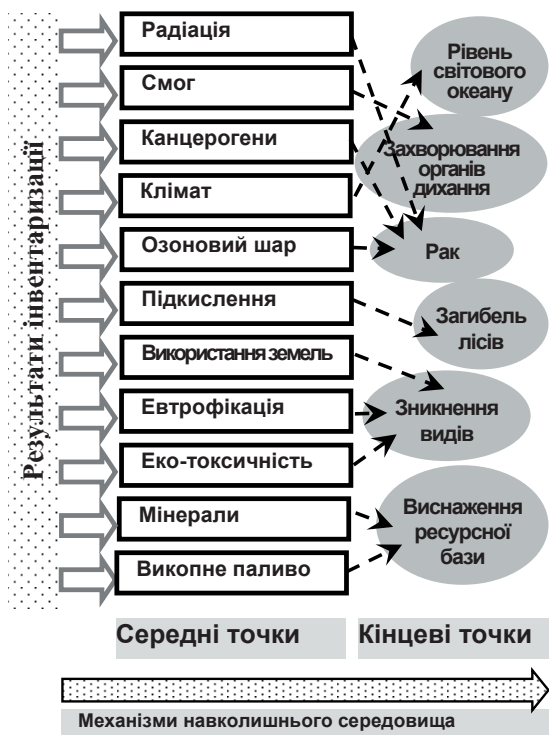 Результати інвентаризації
Радіація
Смог
Канцерогени
Клімат
Озоновий шар
Підкислення
Використання земель
Евтрофікація
Еко-токсичність
Мінерали
Викопне паливо
Рівень
світового
океану
Захворювання
органів
дихання
Рак
Загибель
лісів
Зникнення
видів
Виснаження
ресурсної
бази
Середні точки
Кінцеві точки
Механізми навколишнього середовища